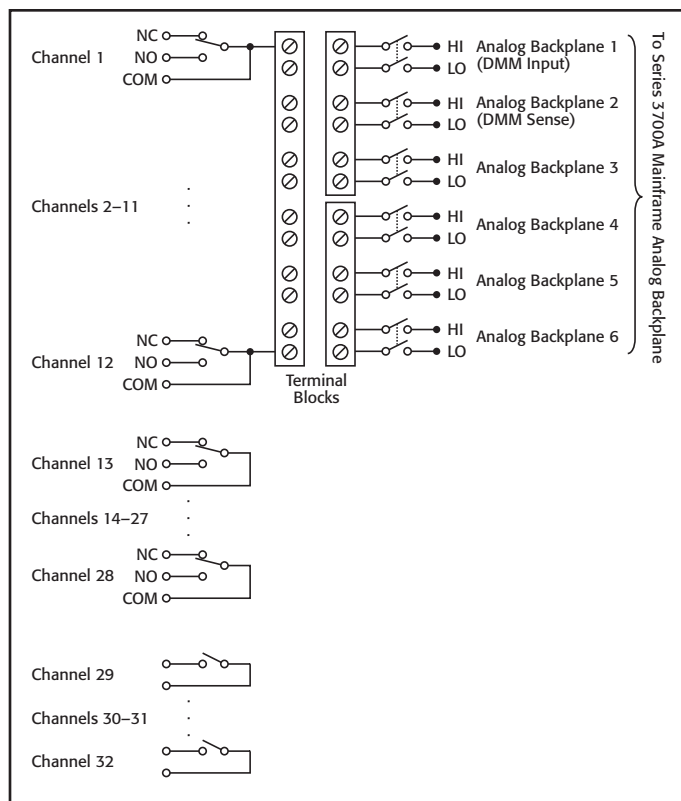 Channel 1
NC
NO
COM
Channels 2–11
Channel 12
NC
NO
COM
Terminal
Blocks
HI
LO
Analog Backplane 1
(DMM Input)
HI
LO
Analog Backplane 2
(DMM Sense)
HI
LO
Analog Backplane 3
HI
LO
Analog Backplane 4
HI
LO
Analog Backplane 5
HI
LO
Analog Backplane 6
To Series 3700A Mainframe Analog Backplane
Channel 13
NC
NO
COM
Channels 14–27
Channel 28
NC
NO
COM
Channel 29
Channels 30–31
Channel 32